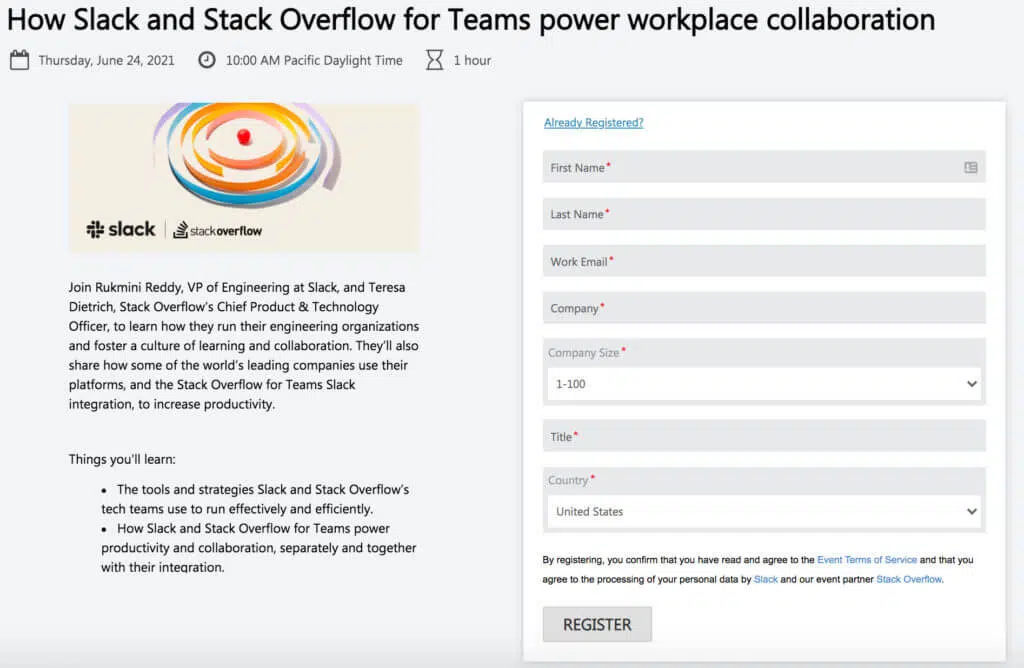 How Slack and Stack Overflow for Teams power workplace collaboration
Thursday, June 24, 2021
10:00 AM Pacific Daylight Time
1 hour
slack
stackoverflow
Join Rukmini Reddy, VP of Engineering at Slack, and Teresa
Dietrich, Stack Overflow's Chief Product & Technology
Officer, to learn how they run their engineering organizations
and foster a culture of learning and collaboration. They'll also
share how some of the world's leading companies use their
platforms, and the Stack Overflow for Teams Slack
integration, to increase productivity.
Things you'll learn:
• The tools and strategies Slack and Stack Overflow's
tech teams use to run effectively and efficiently.
• How Slack and Stack Overflow for Teams power
productivity and collaboration, separately and together
with their integration.
Already Registered?
First Name*
Last Name*
Work Email*
Company*
Company Size*
1-100
Title*
Country*
United States
By registering, you confirm that you have read and agree to the Event Terms of Service and that you
agree to the processing of your personal data by Slack and our event partner Stack Overflow.
REGISTER